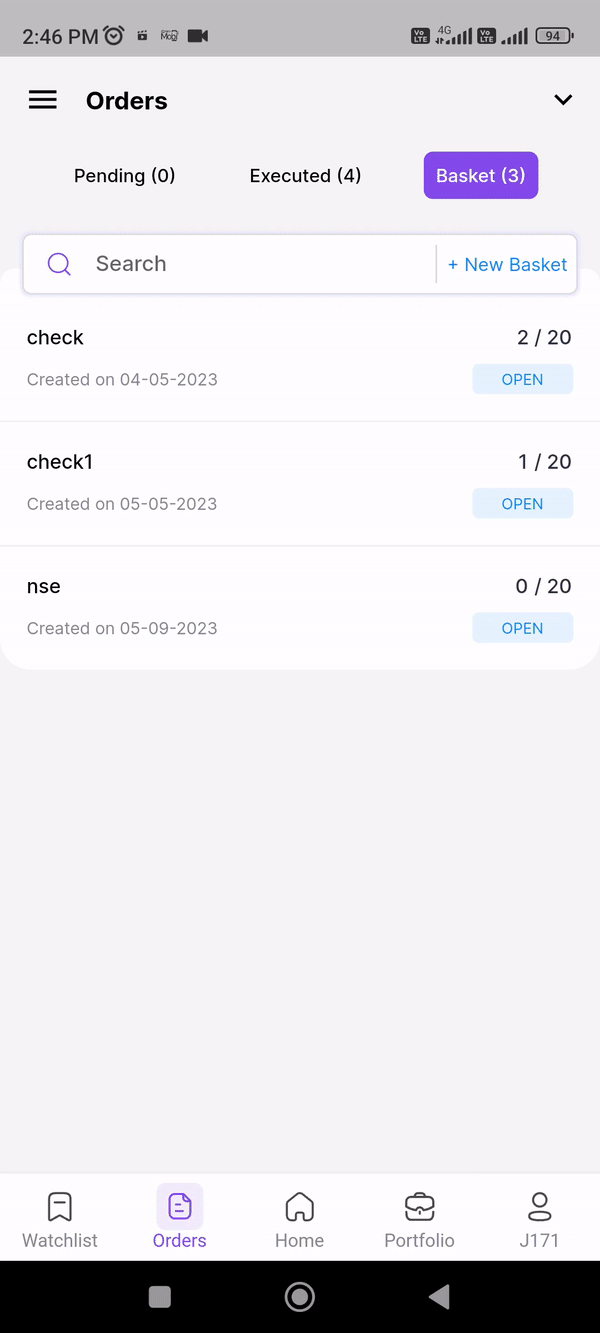 2:46 PM
4G 94
Orders
Pending (0) Executed (4) Basket (3)
Search + New Basket
check 2 / 20
Created on 04-05-2023 OPEN
check1 1 / 20
Created on 05-05-2023 OPEN
nse 0 / 20
Created on 05-09-2023 OPEN
Watchlist Orders Home Portfolio J171